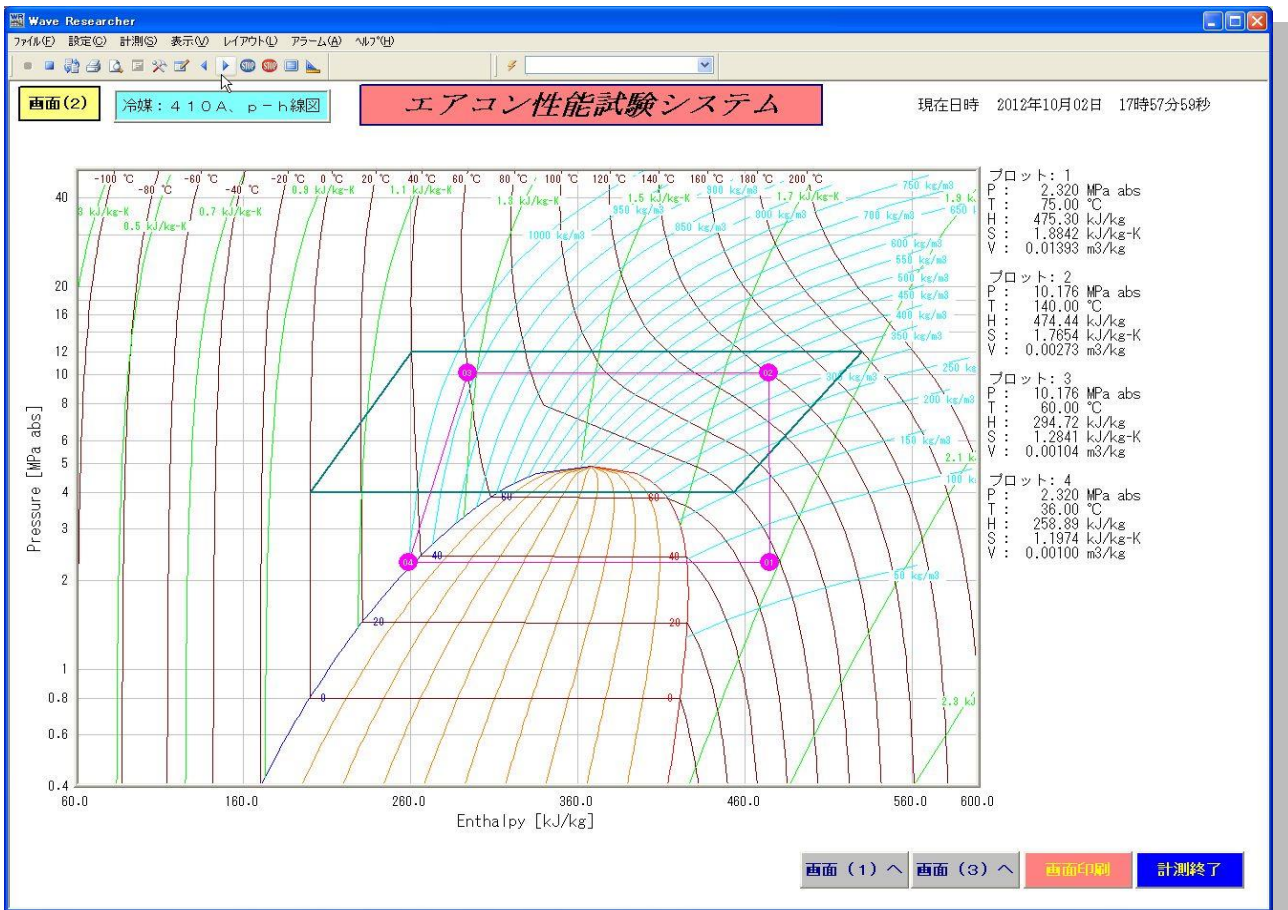 Wave Researcher
ファイル(F) 設定(C) 計測(S) 表示(V) レイアウト(L) アラーム(A) ヘルプ(H)
STOP STOP
画面(2) 冷媒：４１０Ａ、ｐ－ｈ線図 エアコン性能試験システム 現在日時 2012年10月02日 17時57分59秒
-100 ℃ -60 ℃ -20 ℃ 0 ℃ 20 ℃ 40 ℃ 60 ℃ 80 ℃ 100 ℃ 120 ℃ 140 ℃ 160 ℃ 180 ℃ 200 ℃
-80 ℃ -40 ℃ 0.9 kJ/kg-K 1.1 kJ/kg-K 900 kg/m3 750 kg/m3
1.3 kJ/kg-K 1.5 kJ/kg-K 1.7 kJ/kg-K 1.9 k
3 kJ/kg-K 0.7 kJ/kg-K 950 kg/m3 800 kg/m3 700 kg/m3 650 l
0.5 kJ/kg-K 850 kg/m3
1000 kg/m3
600 kg/m3
550 kg/m3
500 kg/m3
450 kg/m3
400 kg/m3
350 kg/m3
250 kg
300 kg/m3
200 kg/m3
150 kg/m3
2.1 k
100 k
50 kg/m3
2.3 kJ
03 02
04 01
60 60
40 40
20 20
0 0
40
20
16
12
10
8
6
5
4
3
2
1
0.8
0.6
0.4
Pressure [MPa abs]
60.0 160.0 260.0 360.0 460.0 560.0 600.0
Enthalpy [kJ/kg]
プロット: 1
P : 2.320 MPa abs
T : 75.00 ℃
H : 475.30 kJ/kg
S : 1.8842 kJ/kg-K
V : 0.01393 m3/kg
プロット: 2
P : 10.176 MPa abs
T : 140.00 ℃
H : 474.44 kJ/kg
S : 1.7654 kJ/kg-K
V : 0.00273 m3/kg
プロット: 3
P : 10.176 MPa abs
T : 60.00 ℃
H : 294.72 kJ/kg
S : 1.2841 kJ/kg-K
V : 0.00104 m3/kg
プロット: 4
P : 2.320 MPa abs
T : 36.00 ℃
H : 258.89 kJ/kg
S : 1.1974 kJ/kg-K
V : 0.00100 m3/kg
画面（１）へ 画面（３）へ 画面印刷 計測終了